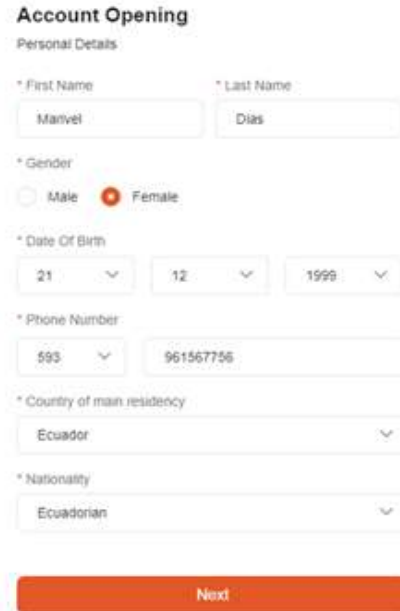 Account Opening
Personal Details
* First Name * Last Name
Manvel Dias
* Gender
Male Female
* Date Of Birth
21 12 1999
* Phone Number
593 961567756
* Country of main residency
Ecuador
* Nationality
Ecuadorian
Next